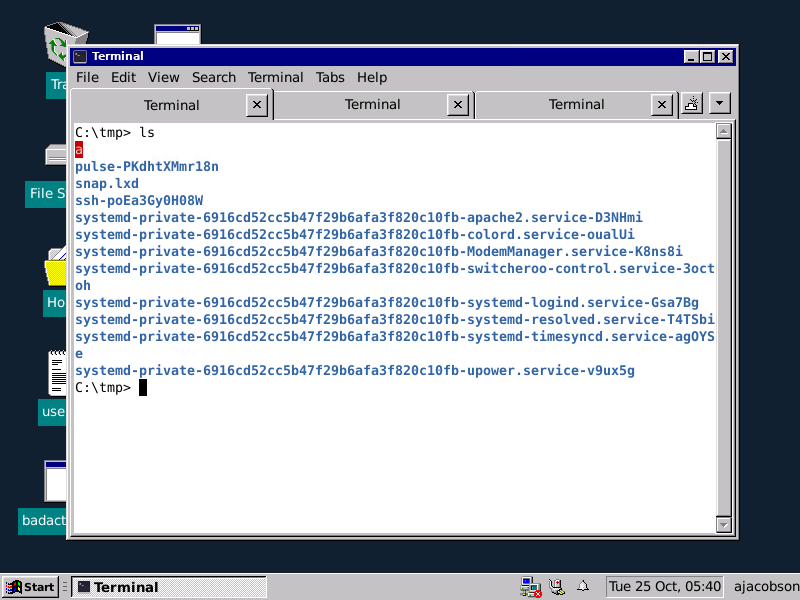 Terminal
File Edit View Search Terminal Tabs Help
Terminal Terminal Terminal
C:\tmp> ls
a
pulse-PKdhtXMmr18n
snap.lxd
ssh-poEa3Gy0H08W
systemd-private-6916cd52cc5b47f29b6afa3f820c10fb-apache2.service-D3NHmi
systemd-private-6916cd52cc5b47f29b6afa3f820c10fb-colord.service-oualUi
systemd-private-6916cd52cc5b47f29b6afa3f820c10fb-ModemManager.service-K8ns8i
systemd-private-6916cd52cc5b47f29b6afa3f820c10fb-switcheroo-control.service-3oct
oh
systemd-private-6916cd52cc5b47f29b6afa3f820c10fb-systemd-logind.service-Gsa7Bg
systemd-private-6916cd52cc5b47f29b6afa3f820c10fb-systemd-resolved.service-T4TSbi
systemd-private-6916cd52cc5b47f29b6afa3f820c10fb-systemd-timesyncd.service-agOYS
e
systemd-private-6916cd52cc5b47f29b6afa3f820c10fb-upower.service-v9ux5g
C:\tmp>
Tra
File S
Ho
use
badact
Start Terminal Tue 25 Oct, 05:40 ajacobson